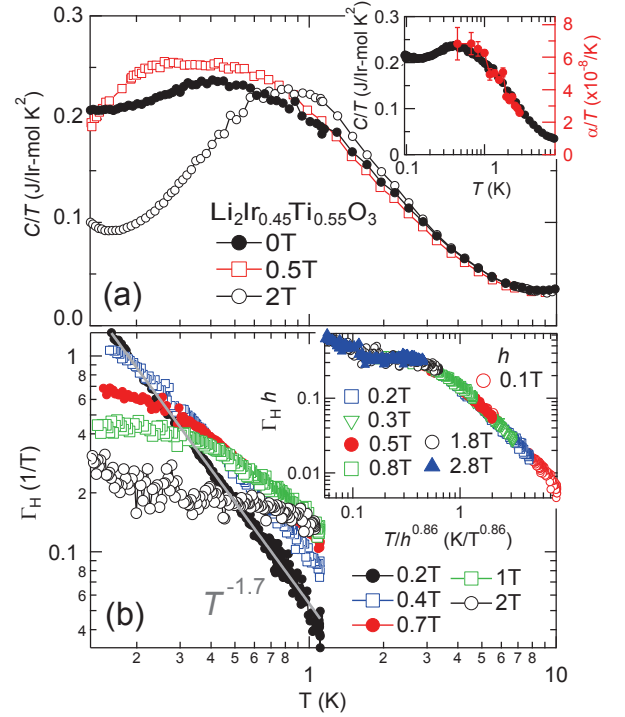 0.3
0.2
0.1
0.0
C/T (J/Ir-mol K²)
Li₂Ir₀.₄₅Ti₀.₅₅O₃
0T
0.5T
2T
(a)
0.3
0.2
0.1
0.0
C/T (J/Ir-mol K²)
0.1
1
T (K)
8
6
4
2
0
α/T (x10⁻⁸/K)
1
8
6
4
2
0.1
8
6
4
Γ_H (1/T)
(b)
T⁻¹·⁷
0.2T
0.4T
0.7T
1T
2T
h
0.1T
0.2T
0.3T
0.5T
0.8T
1.8T
2.8T
0.1
0.01
Γ_H h
1
T/h⁰·⁸⁶ (K/T⁰·⁸⁶)
2 3 4 5 6 7 8 1 2 3 4 5 6 7 8 10
T (K)